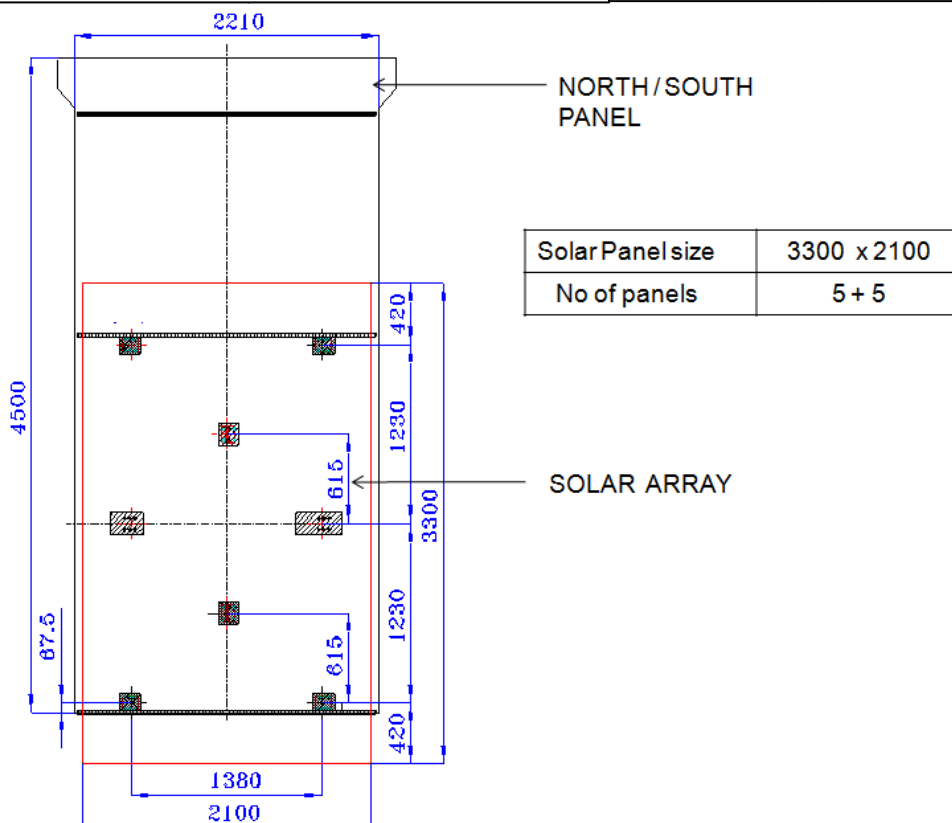 2210
NORTH/SOUTH
PANEL
Solar Panel size 3300 x 2100
No of panels 5 + 5
420
4500
1230
615
SOLAR ARRAY
3300
1230
67.5
615
420
1380
2100